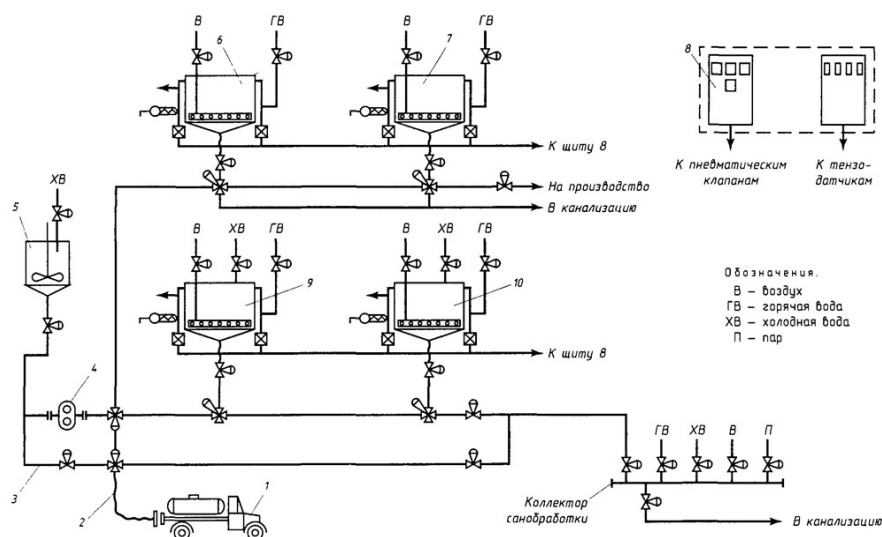 В
ГВ
В
ГВ
6
7
8
К щиту 8
К пневматическим
клапанам
К тензо-
датчикам
ХВ
На производство
В канализацию
5
В
ХВ
ГВ
В
ХВ
ГВ
9
10
Обозначения.
В – воздух
ГВ – горячая вода
ХВ – холодная вода
П – пар
К щиту 8
4
ГВ
ХВ
В
П
3
2
1
Коллектор
санобработки
В канализацию